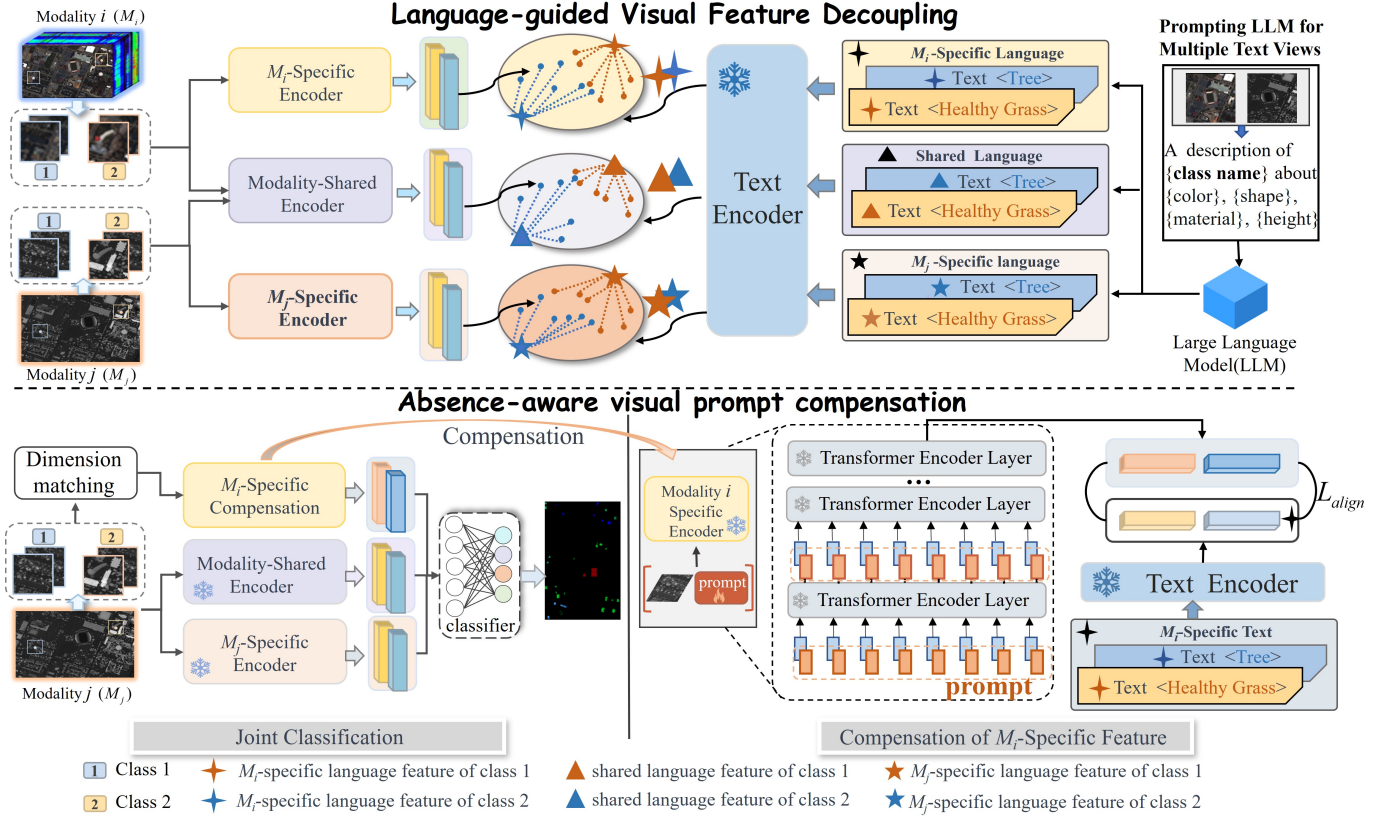 Language-guided Visual Feature Decoupling
Modality i (Mi)
1
2
1
2
Modality j (Mj)
Mi-Specific
Encoder
Modality-Shared
Encoder
Mj-Specific
Encoder
Text
Encoder
Mi-Specific Language
Text <Tree>
Text <Healthy Grass>
Shared Language
Text <Tree>
Text <Healthy Grass>
Mj-Specific language
Text <Tree>
Text <Healthy Grass>
Prompting LLM for
Multiple Text Views
A description of
{class name} about
{color}, {shape},
{material}, {height}
Large Language
Model(LLM)
Absence-aware visual prompt compensation
Compensation
Dimension
matching
1
2
Modality j (Mj)
Mi-Specific
Compensation
Modality-Shared
Encoder
Mj-Specific
Encoder
classifier
Modality i
Specific
Encoder
prompt
Transformer Encoder Layer
...
Transformer Encoder Layer
Transformer Encoder Layer
prompt
Lalign
Text Encoder
Mi-Specific Text
Text <Tree>
Text <Healthy Grass>
Joint Classification
Compensation of Mi-Specific Feature
1 Class 1
Mi-specific language feature of class 1
shared language feature of class 1
Mj-specific language feature of class 1
2 Class 2
Mi-specific language feature of class 2
shared language feature of class 2
Mj-specific language feature of class 2